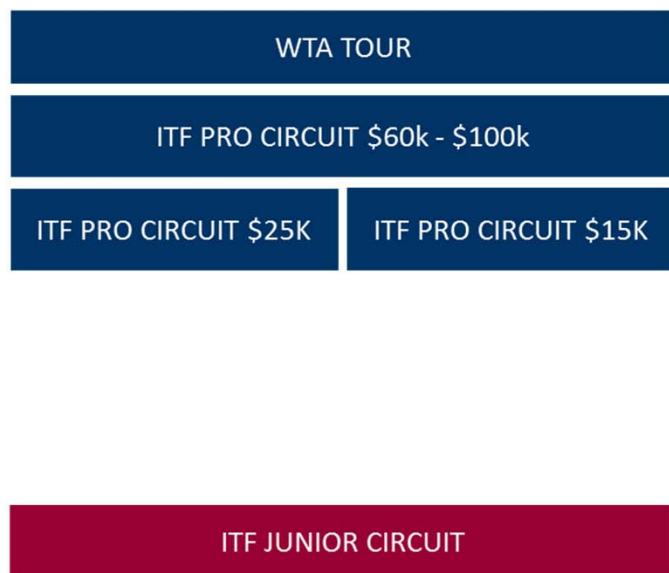 WTA TOUR
ITF PRO CIRCUIT $60k - $100k
ITF PRO CIRCUIT $25K
ITF PRO CIRCUIT $15K
ITF JUNIOR CIRCUIT